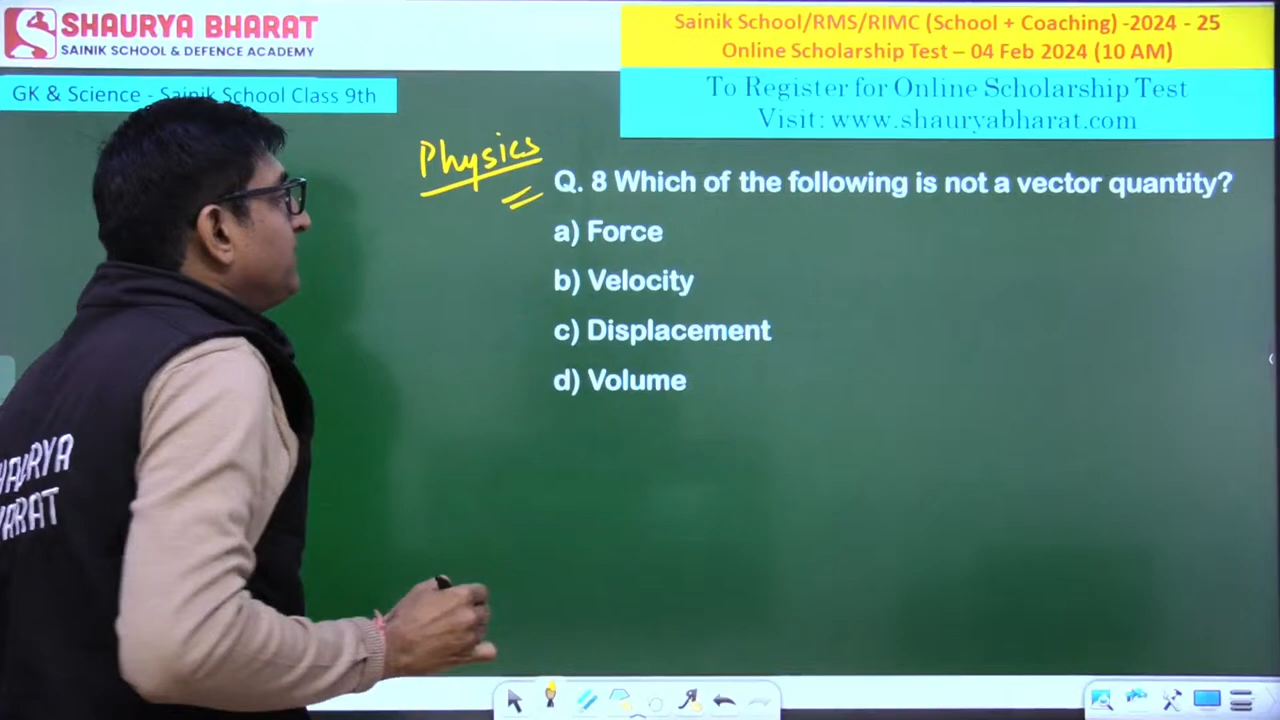 SHAURYA BHARAT
SAINIK SCHOOL & DEFENCE ACADEMY
Sainik School/RMS/RIMC (School + Coaching) -2024 - 25
Online Scholarship Test – 04 Feb 2024 (10 AM)
GK & Science - Sainik School Class 9th
To Register for Online Scholarship Test
Visit: www.shauryabharat.com
Physics
Q. 8 Which of the following is not a vector quantity?
a) Force
b) Velocity
c) Displacement
d) Volume